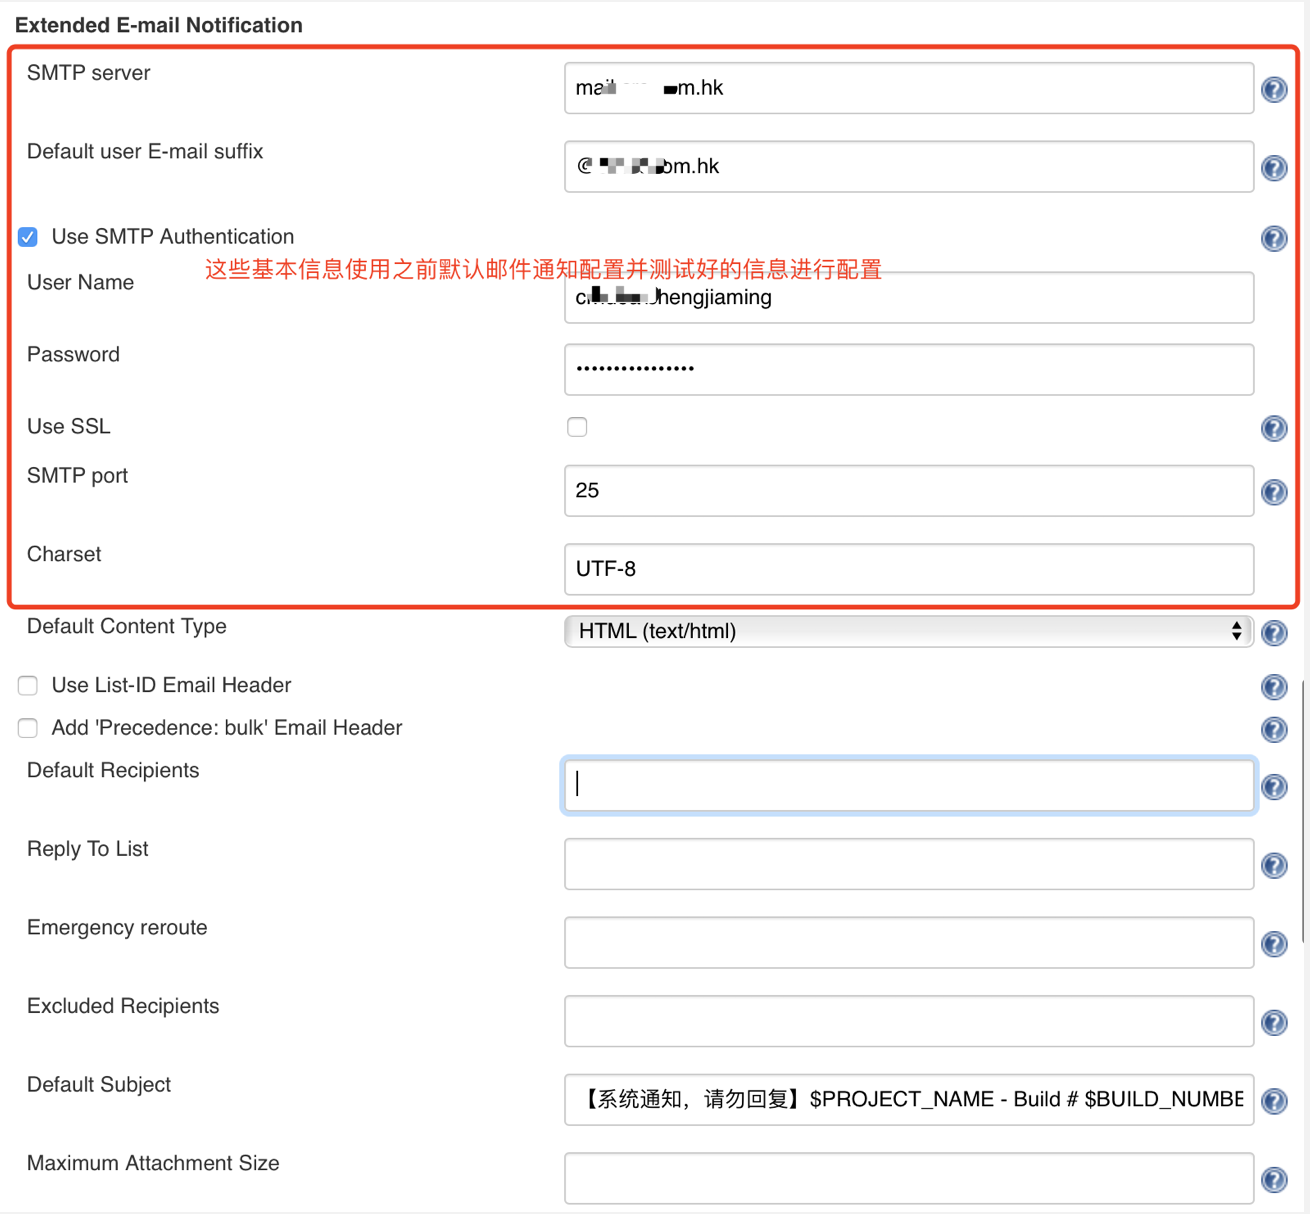 Extended E-mail Notification
SMTP server
m.hk
Default user E-mail suffix
@ om.hk
Use SMTP Authentication
这些基本信息使用之前默认邮件通知配置并测试好的信息进行配置
User Name
hengjiaming
Password
••••••••••••••••
Use SSL
SMTP port
25
Charset
UTF-8
Default Content Type
HTML (text/html)
Use List-ID Email Header
Add 'Precedence: bulk' Email Header
Default Recipients
Reply To List
Emergency reroute
Excluded Recipients
Default Subject
【系统通知，请勿回复】$PROJECT_NAME - Build # $BUILD_NUMBE
Maximum Attachment Size